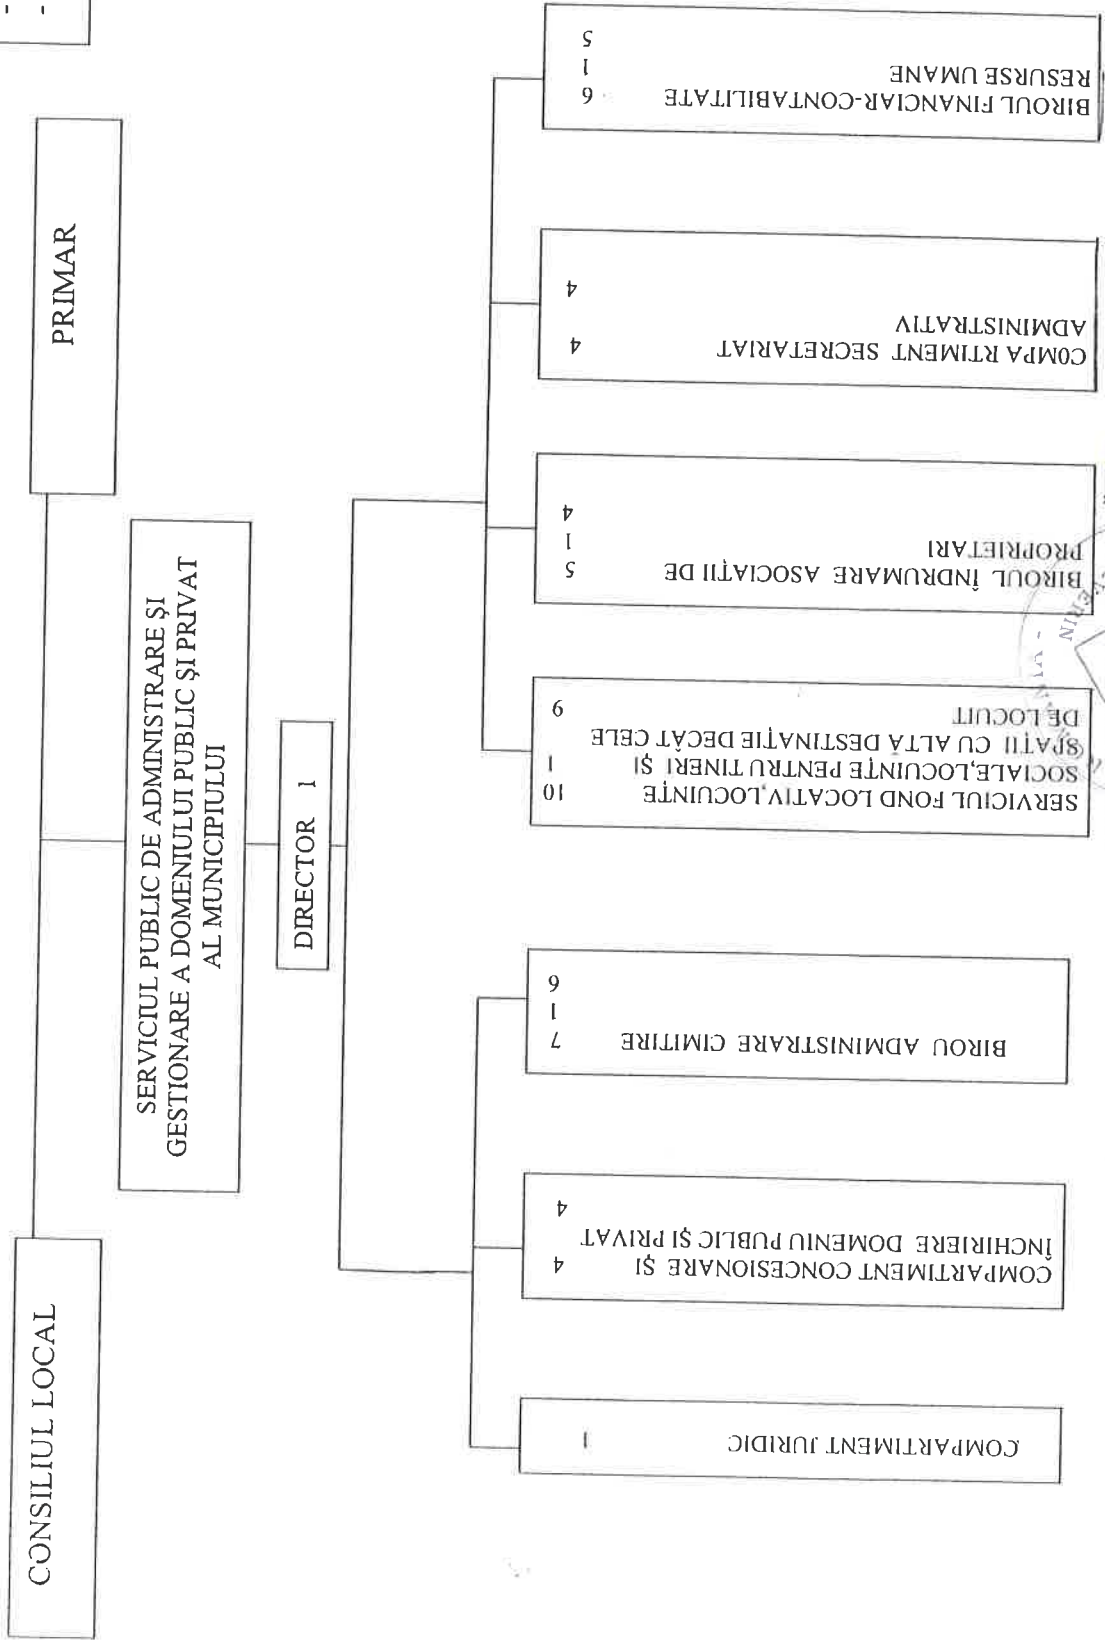 CONSILIUL LOCAL
PRIMAR
SERVICIUL PUBLIC DE ADMINISTRARE ŞI
GESTIONARE A DOMENIULUI PUBLIC ŞI PRIVAT
AL MUNICIPIULUI
DIRECTOR 1
COMPARTIMENT JURIDIC 1
COMPARTIMENT CONCESIONARE ŞI 4
ÎNCHIRIERE DOMENIU PUBLIC ŞI PRIVAT
4
BIROU ADMINISTRARE CIMITIRE 7
1
6
SERVICIUL FOND LOCATIV,LOCUINŢE 10
SOCIALE,LOCUINŢE PENTRU TINERI ŞI 1
SPAŢII CU ALTĂ DESTINAŢIE DECÂT CELE
DE LOCUIT 9
BIROUL ÎNDRUMARE ASOCIAŢII DE 5
PROPRIETARI 1
4
C0MPA RTIMENT SECRETARIAT 4
ADMINISTRATIV
4
BIROUL FINANCIAR-CONTABILITATE 6
RESURSE UMANE 1
5